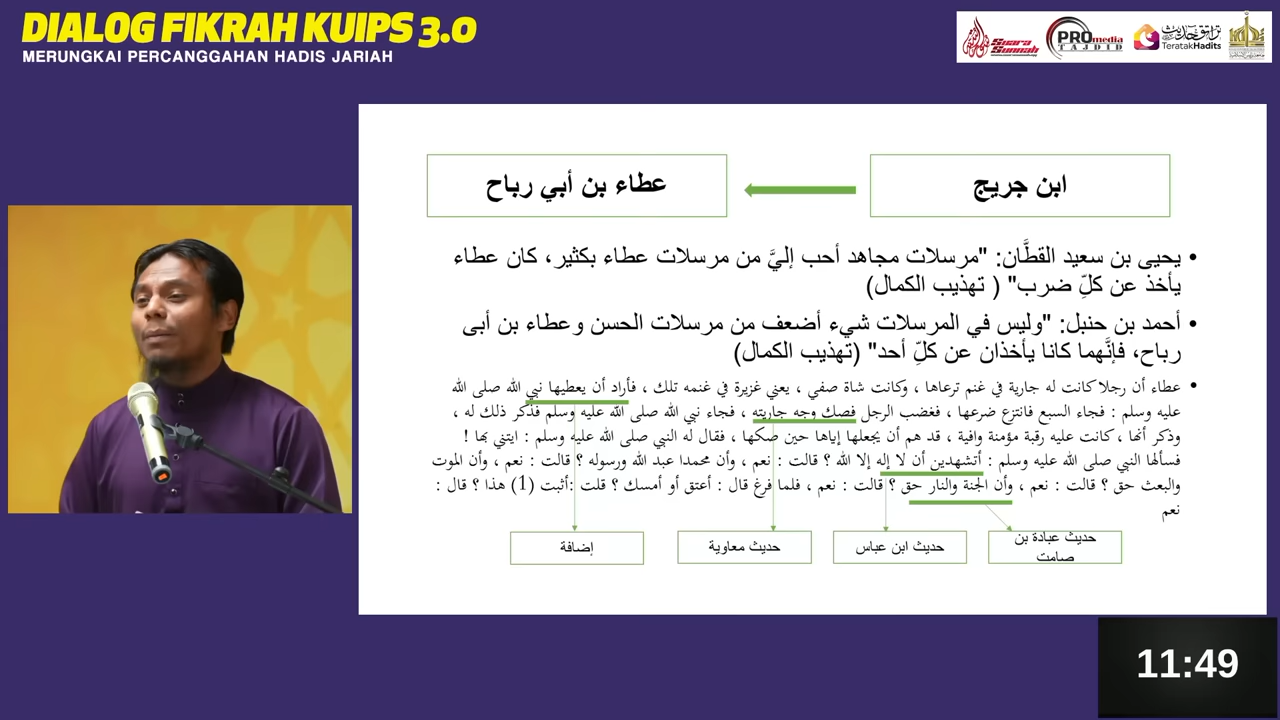 DIALOG FIKRAH KUIPS 3.0
MERUNGKAI PERCANGGAHAN HADIS JARIAH
Suara Sunnah
PROmedia
TAJDID
TeratakHadits
ابن جريج
عطاء بن أبي رباح
• يحيى بن سعيد القطَّان: "مرسلات مجاهد أحب إليَّ من مرسلات عطاء بكثير، كان عطاء
يأخذ عن كلِّ ضرب" ( تهذيب الكمال)
• أحمد بن حنبل: "وليس في المرسلات شيء أضعف من مرسلات الحسن وعطاء بن أبى
رباح، فإنَّهما كانا يأخذان عن كلِّ أحد" (تهذيب الكمال)
• عطاء أن رجلا كانت له جارية في غنم ترعاها ، وكانت شاة صفي ، يعني غزيرة في غنمه تلك ، فأراد أن يعطيها نبي الله صلى الله
عليه وسلم : فجاء السبع فانتزع ضرعها ، فغضب الرجل فصك وجه جاريته ، فجاء نبي الله صلى الله عليه وسلم فذكر ذلك له ،
وذكر أنها ، كانت عليه رقبة مؤمنة وافية ، قد هم أن يجعلها إياها حين صكها ، فقال له النبي صلى الله عليه وسلم : ايتني بها !
فسألها النبي صلى الله عليه وسلم : أتشهدين أن لا إله إلا الله ؟ قالت : نعم ، وأن محمدا عبد الله ورسوله ؟ قالت : نعم ، وأن الموت
والبعث حق ؟ قالت : نعم ، وأن الجنة والنار حق ؟ قالت : نعم ، فلما فرغ قال : أعتق أو أمسك ؟ قلت :أثبت (1) هذا ؟ قال :
نعم
حديث عبادة بن
صامت
حديث ابن عباس
حديث معاوية
إضافة
11:49